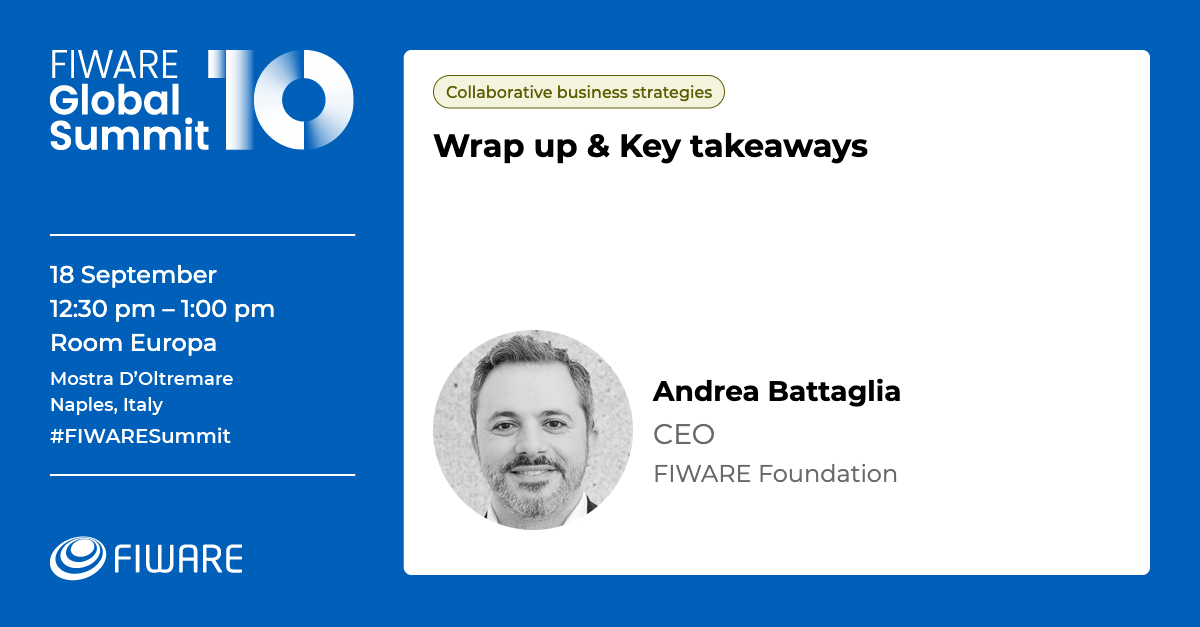 FIWARE
Global
Summit
10
18 September
12:30 pm – 1:00 pm
Room Europa
Mostra D’Oltremare
Naples, Italy
#FIWARESummit
FIWARE
Collaborative business strategies
Wrap up & Key takeaways
Andrea Battaglia
CEO
FIWARE Foundation